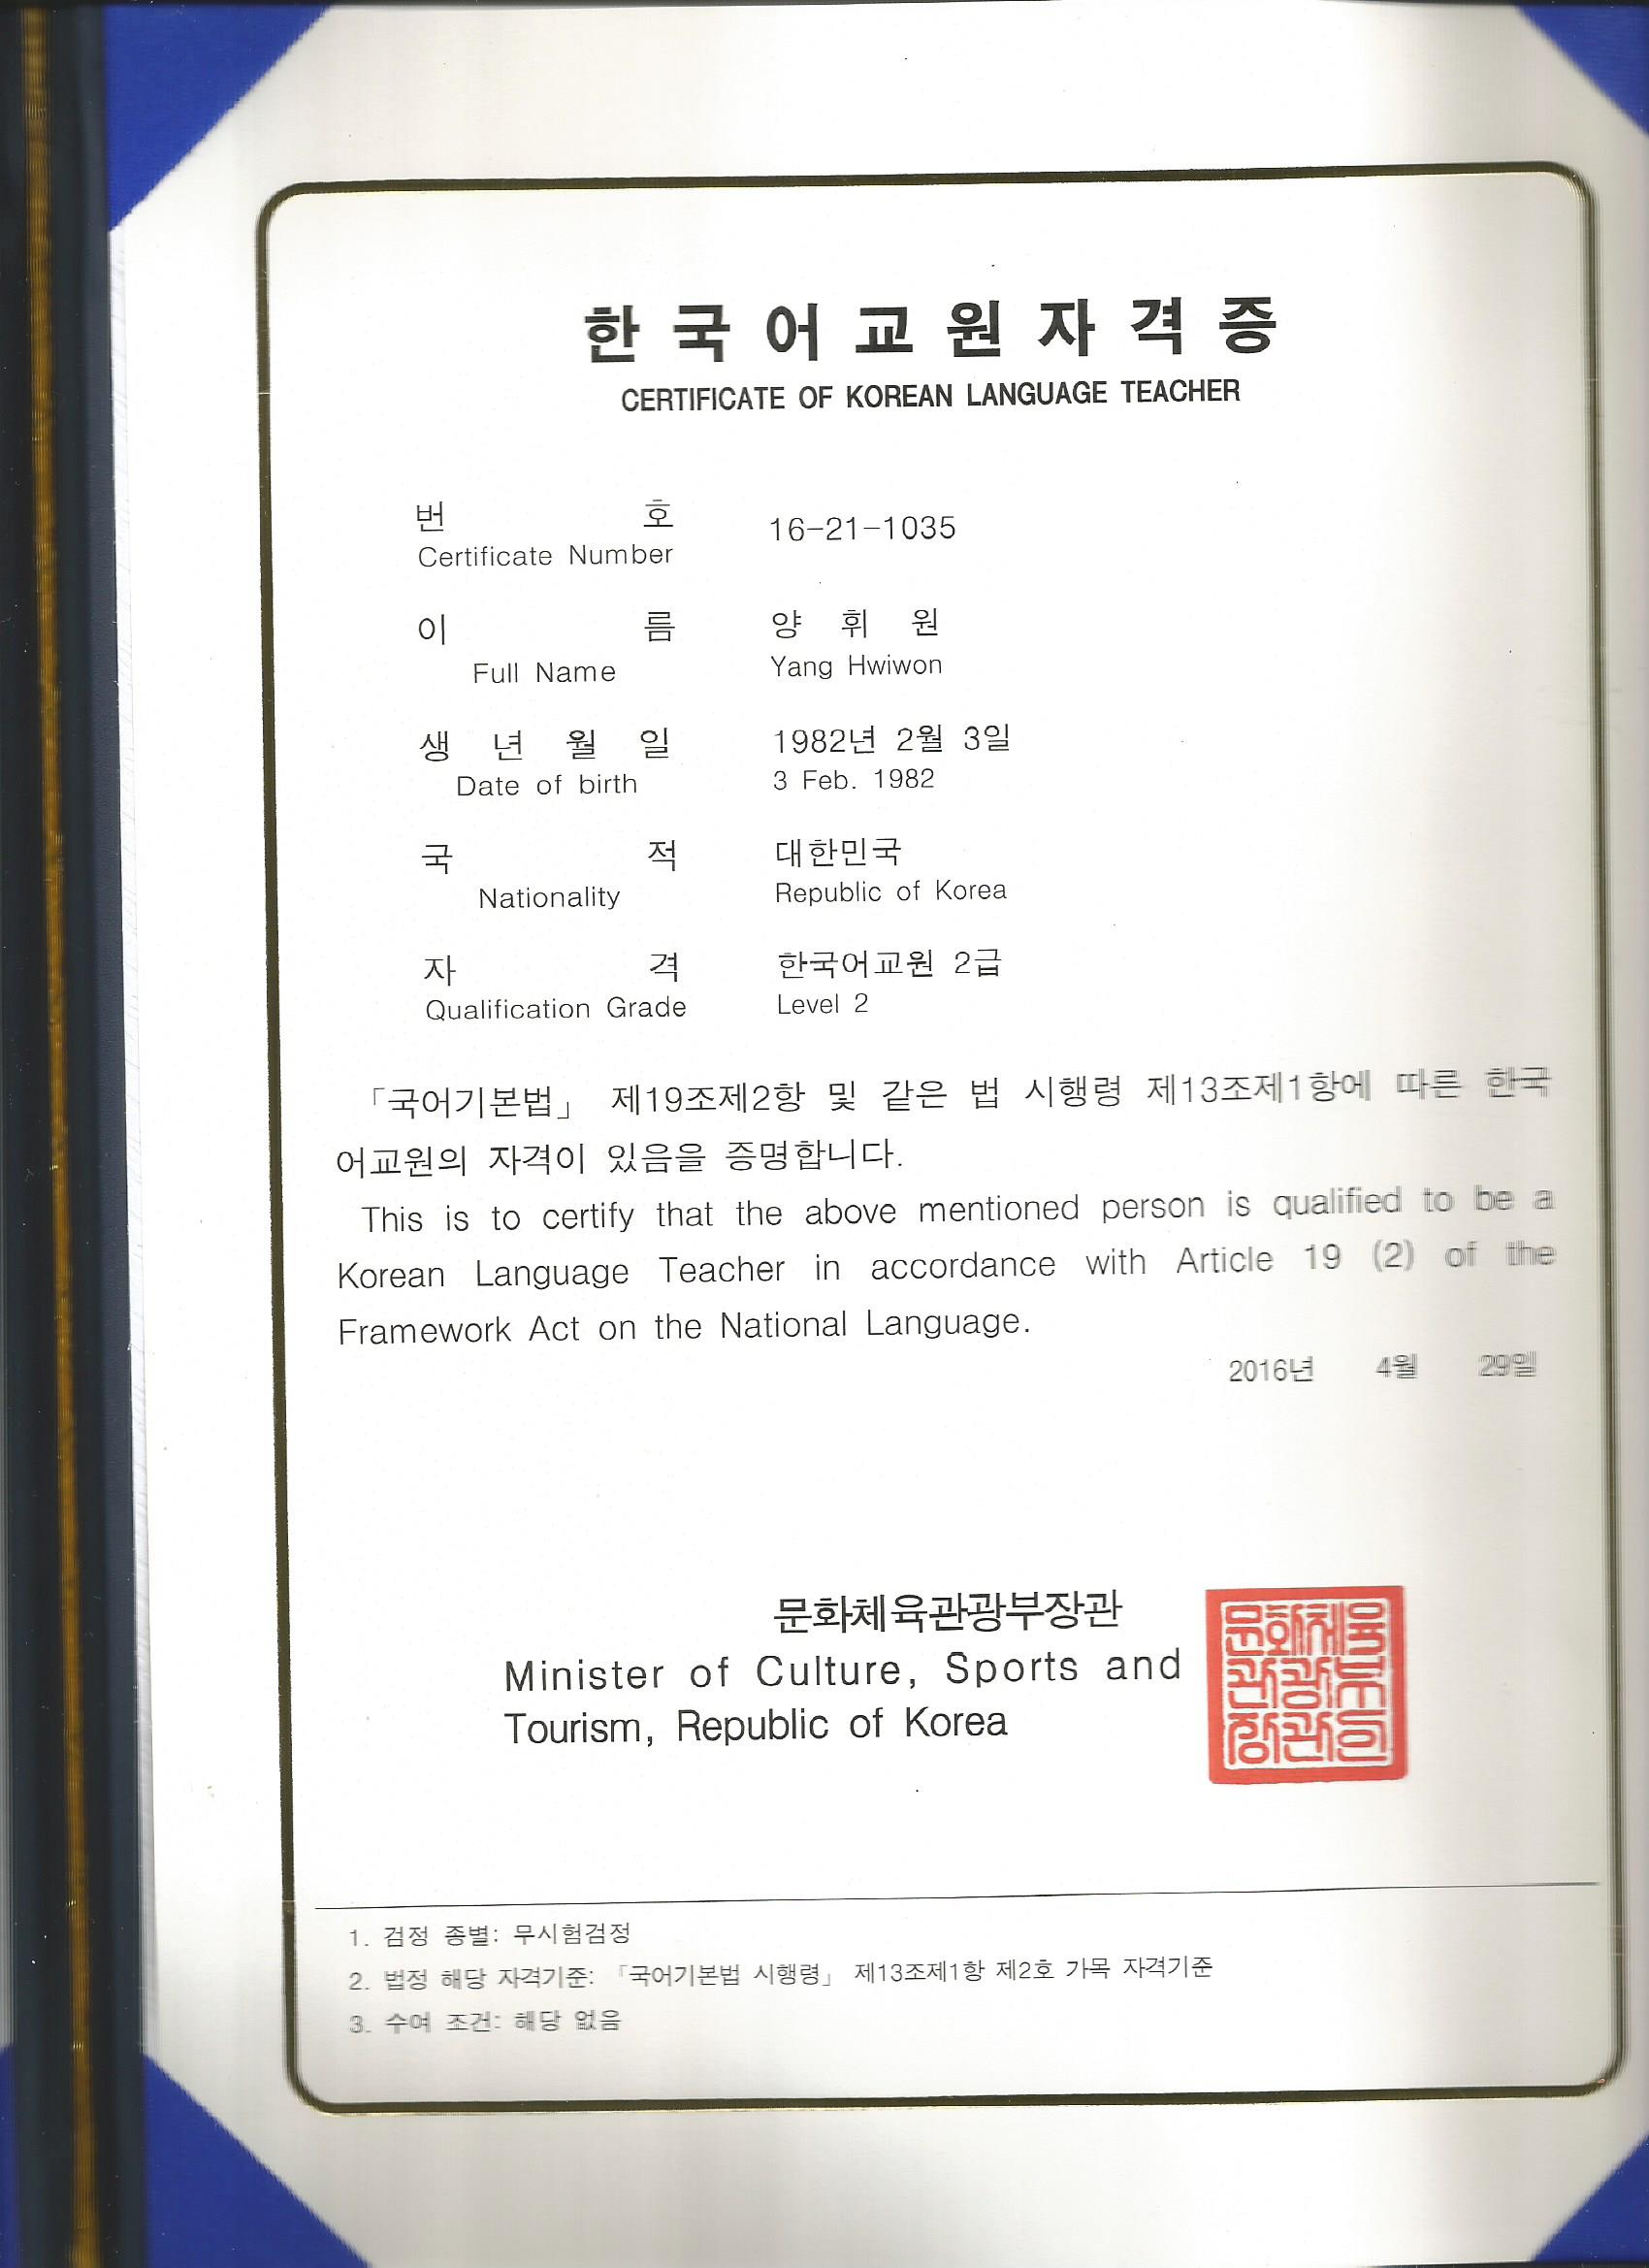 한국어교원자격증
CERTIFICATE OF KOREAN LANGUAGE TEACHER
번 호 16-21-1035
Certificate Number
이 름 양 휘 원
Full Name Yang Hwiwon
생 년 월 일 1982년 2월 3일
Date of birth 3 Feb. 1982
국 적 대한민국
Nationality Republic of Korea
자 격 한국어교원 2급
Qualification Grade Level 2
「국어기본법」 제19조제2항 및 같은 법 시행령 제13조제1항에 따른 한국
어교원의 자격이 있음을 증명합니다.
This is to certify that the above mentioned person is qualified to be a
Korean Language Teacher in accordance with Article 19 (2) of the
Framework Act on the National Language.
2016년 4월 29일
문화체육관광부장관
Minister of Culture, Sports and
Tourism, Republic of Korea
문화체육
관광부
장관인
1. 검정 종별: 무시험검정
2. 법정 해당 자격기준: 「국어기본법 시행령」 제13조제1항 제2호 가목 자격기준
3. 수여 조건: 해당 없음